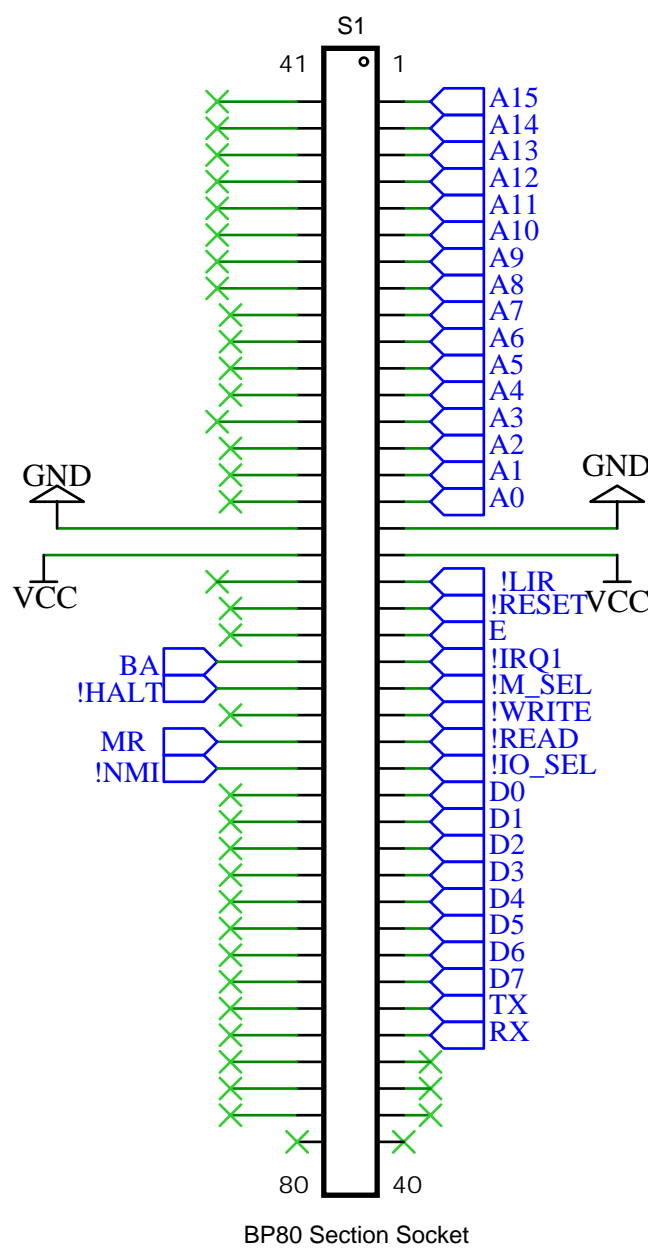 S1
41 1
A15
A14
A13
A12
A11
A10
A9
A8
A7
A6
A5
A4
A3
A2
A1
A0
GND GND
VCC VCC
!LIR
!RESET
E
BA !IRQ1
!HALT !M_SEL
!WRITE
MR !READ
!NMI !IO_SEL
D0
D1
D2
D3
D4
D5
D6
D7
TX
RX
80 40
BP80 Section Socket